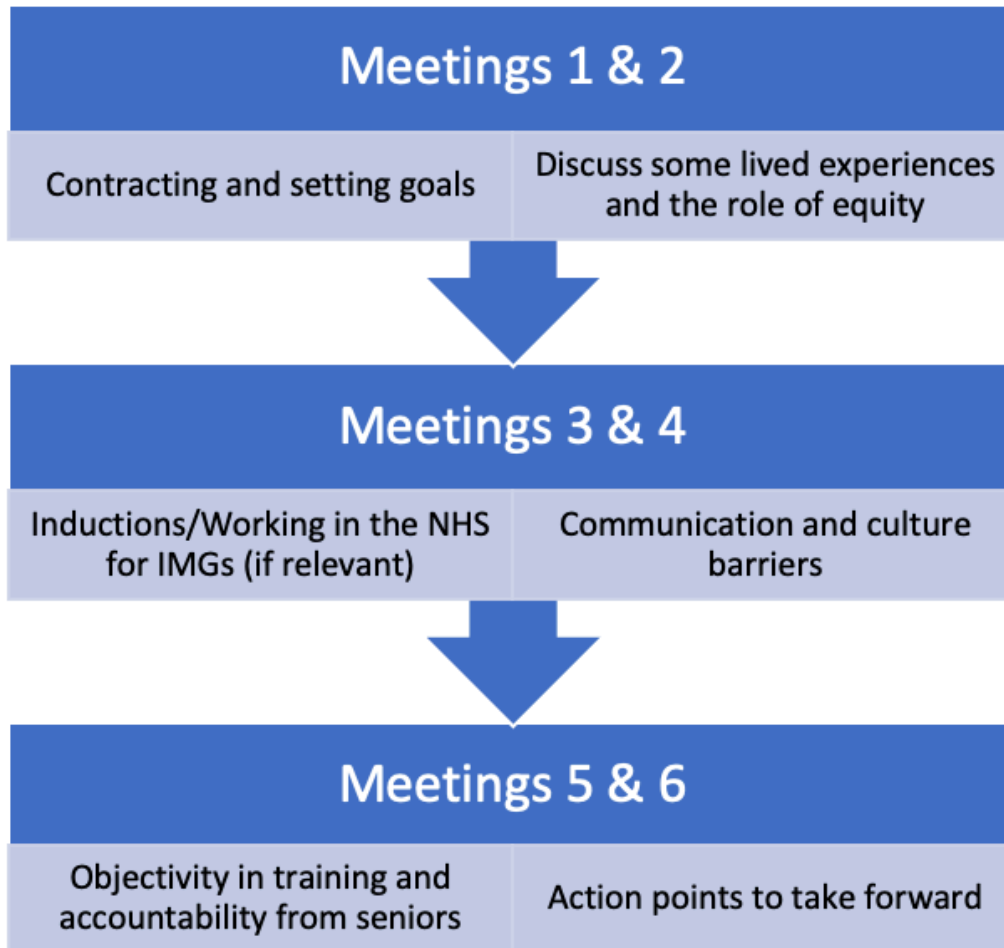 Meetings 1 & 2
Contracting and setting goals
Discuss some lived experiences
and the role of equity
Meetings 3 & 4
Inductions/Working in the NHS
for IMGs (if relevant)
Communication and culture
barriers
Meetings 5 & 6
Objectivity in training and
accountability from seniors
Action points to take forward